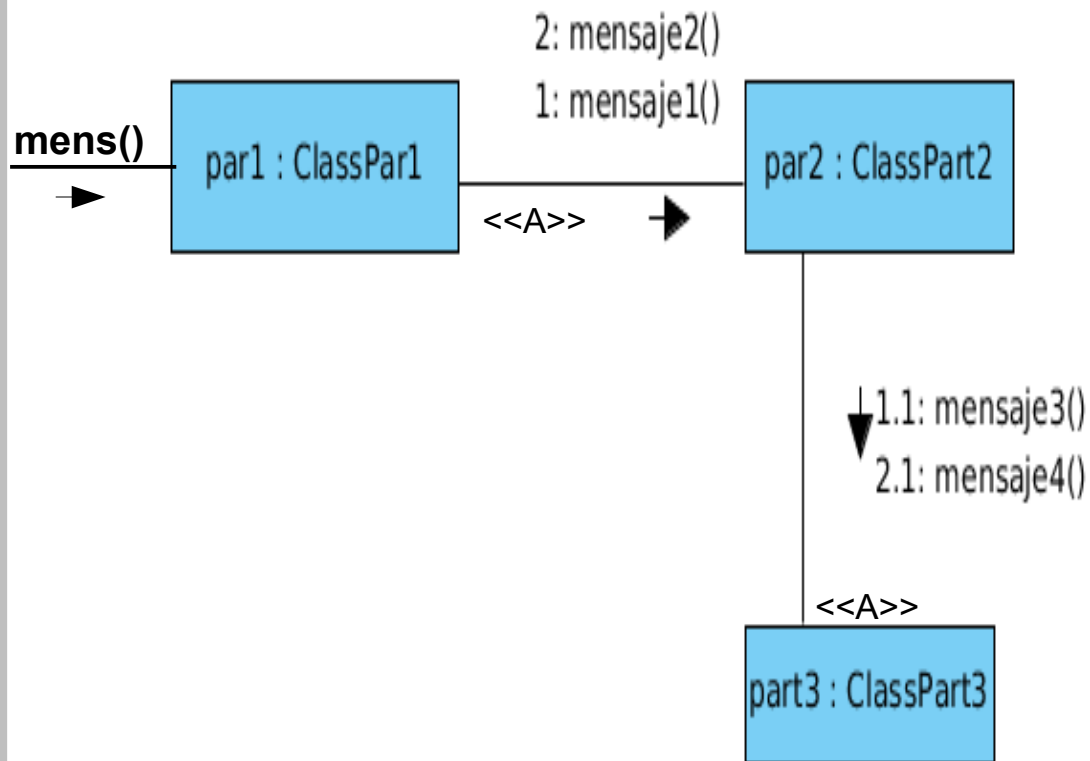 2: mensaje2()
1: mensaje1()
mens()
par1 : ClassPar1
par2 : ClassPart2
<<A>>
1.1: mensaje3()
2.1: mensaje4()
<<A>>
part3 : ClassPart3